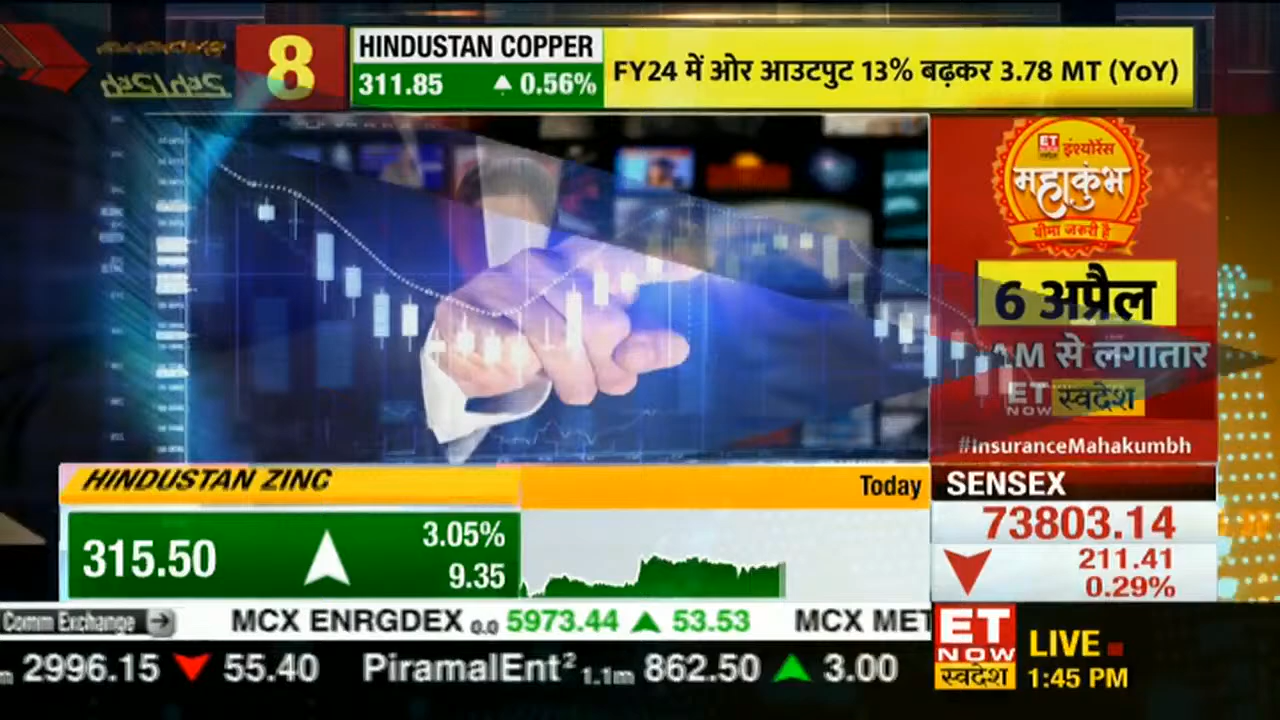 8
HINDUSTAN COPPER
311.85 ▲ 0.56%
FY24 में ओर आउटपुट 13% बढ़कर 3.78 MT (YoY)
ET
इंश्योरेंस
महाकुंभ
बीमा जरूरी है
6 अप्रैल
AM से लगातार
ET
NOW स्वदेश
#InsuranceMahakumbh
HINDUSTAN ZINC
Today
315.50
3.05%
9.35
SENSEX
73803.14
211.41
0.29%
Comm Exchange
MCX ENRGDEX 0.0 5973.44 ▲ 53.53 MCX MET
m 2996.15 ▼ 55.40 PiramalEnt² 1.1m 862.50 ▲ 3.00
ET
NOW
स्वदेश
LIVE
1:45 PM